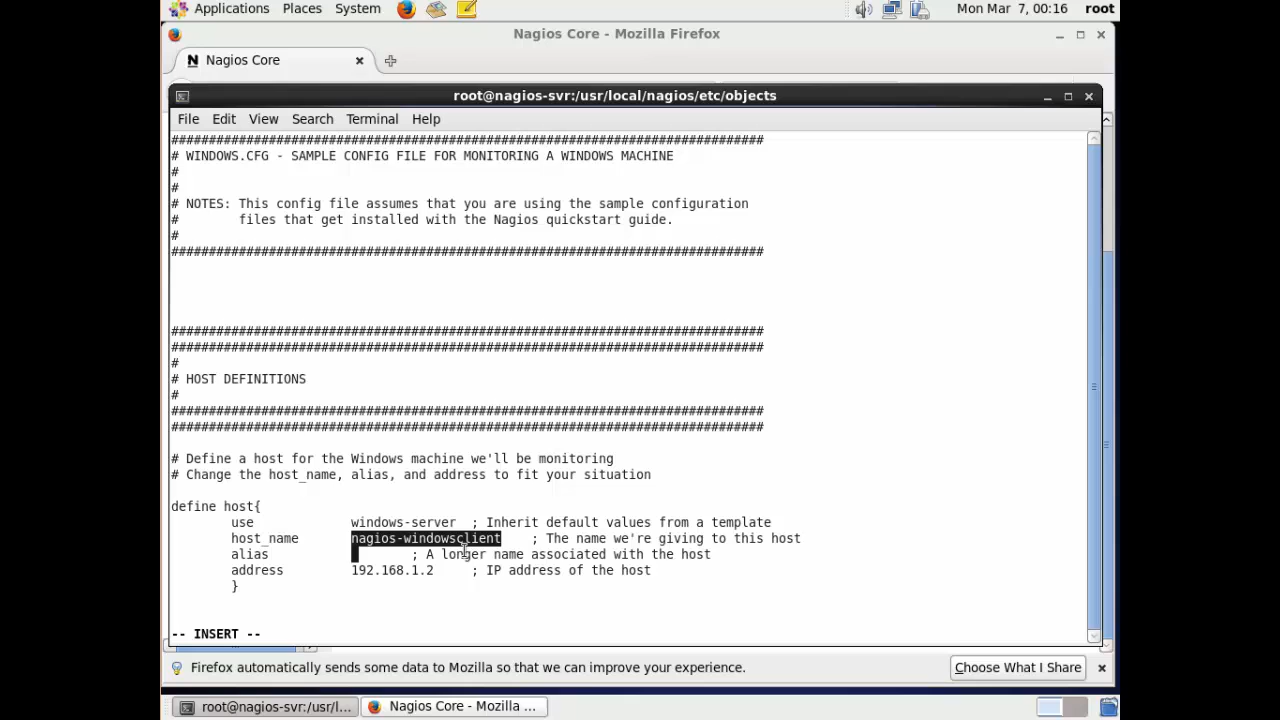 Applications Places System Mon Mar 7, 00:16 root
Nagios Core - Mozilla Firefox
Nagios Core
root@nagios-svr:/usr/local/nagios/etc/objects
File Edit View Search Terminal Help
###############################################################################
# WINDOWS.CFG - SAMPLE CONFIG FILE FOR MONITORING A WINDOWS MACHINE
#
#
# NOTES: This config file assumes that you are using the sample configuration
#        files that get installed with the Nagios quickstart guide.
#
###############################################################################
###############################################################################
###############################################################################
#
# HOST DEFINITIONS
#
###############################################################################
###############################################################################
# Define a host for the Windows machine we'll be monitoring
# Change the host_name, alias, and address to fit your situation
define host{
use windows-server ; Inherit default values from a template
host_name nagios-windowsclient ; The name we're giving to this host
alias ; A longer name associated with the host
address 192.168.1.2 ; IP address of the host
}
-- INSERT --
Firefox automatically sends some data to Mozilla so that we can improve your experience. Choose What I Share
root@nagios-svr:/usr/l... Nagios Core - Mozilla ...